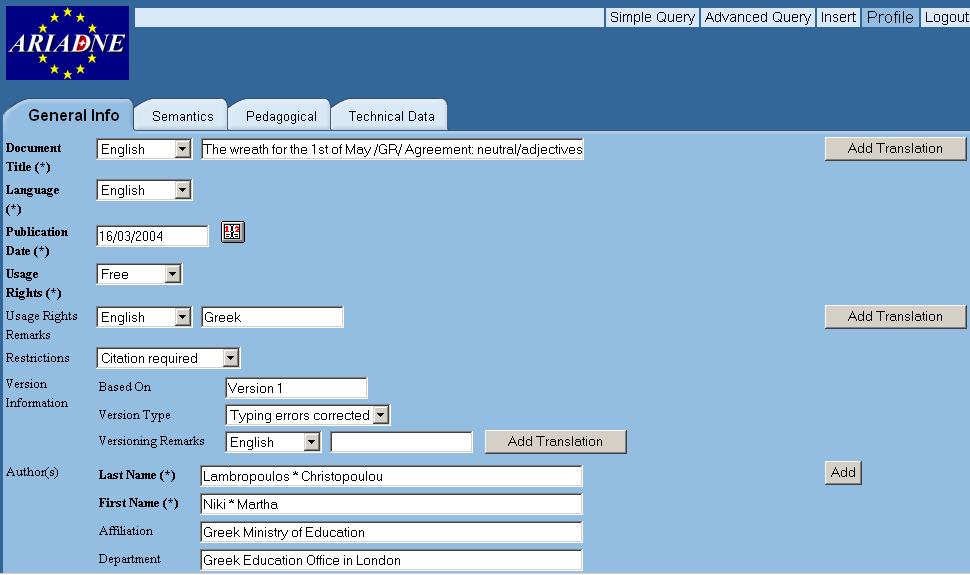 ARIADNE
Simple Query Advanced Query Insert Profile Logout
General Info Semantics Pedagogical Technical Data
Document English The wreath for the 1st of May /GR/ Agreement: neutral/adjectives Add Translation
Title (*)
Language English
(*)
Publication 16/03/2004
Date (*)
Usage Free
Rights (*)
Usage Rights English Greek Add Translation
Remarks
Restrictions Citation required
Version Based On Version 1
Information
Version Type Typing errors corrected
Versioning Remarks English Add Translation
Author(s) Last Name (*) Lambropoulos * Christopoulou Add
First Name (*) Niki * Martha
Affiliation Greek Ministry of Education
Department Greek Education Office in London